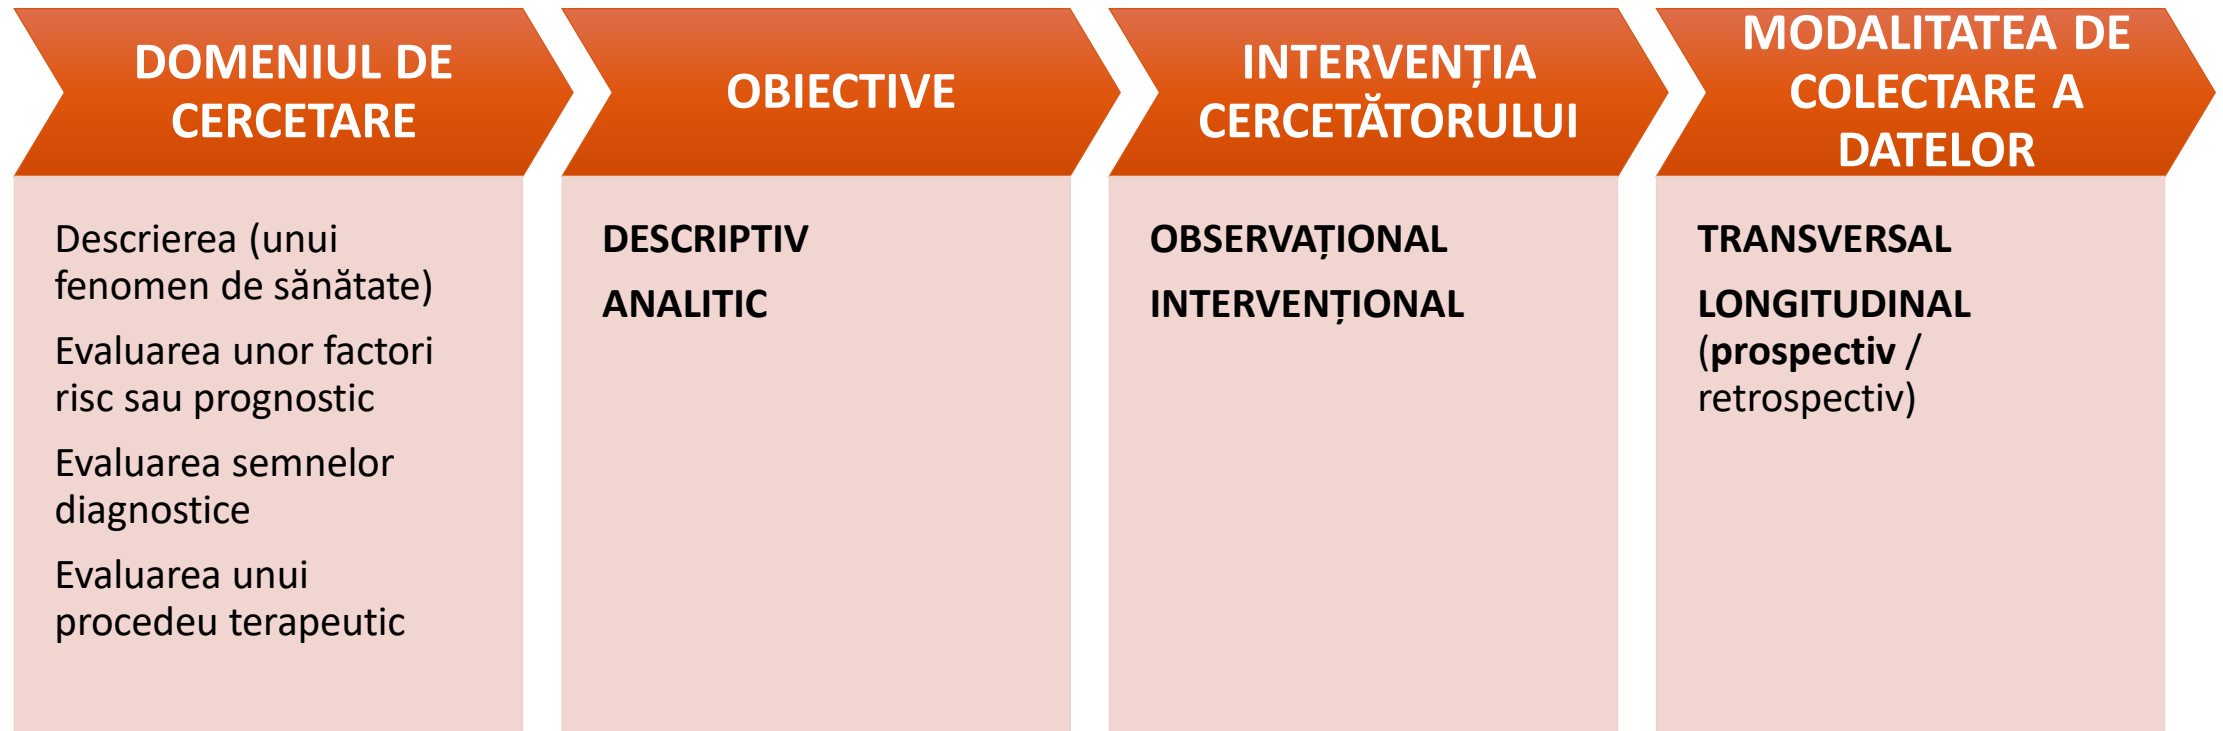 DOMENIUL DE
CERCETARE
Descrierea (unui
fenomen de sănătate)
Evaluarea unor factori
risc sau prognostic
Evaluarea semnelor
diagnostice
Evaluarea unui
procedeu terapeutic
OBIECTIVE
DESCRIPTIV
ANALITIC
INTERVENȚIA
CERCETĂTORULUI
OBSERVAȚIONAL
INTERVENȚIONAL
MODALITATEA DE
COLECTARE A
DATELOR
TRANSVERSAL
LONGITUDINAL
(prospectiv /
retrospectiv)